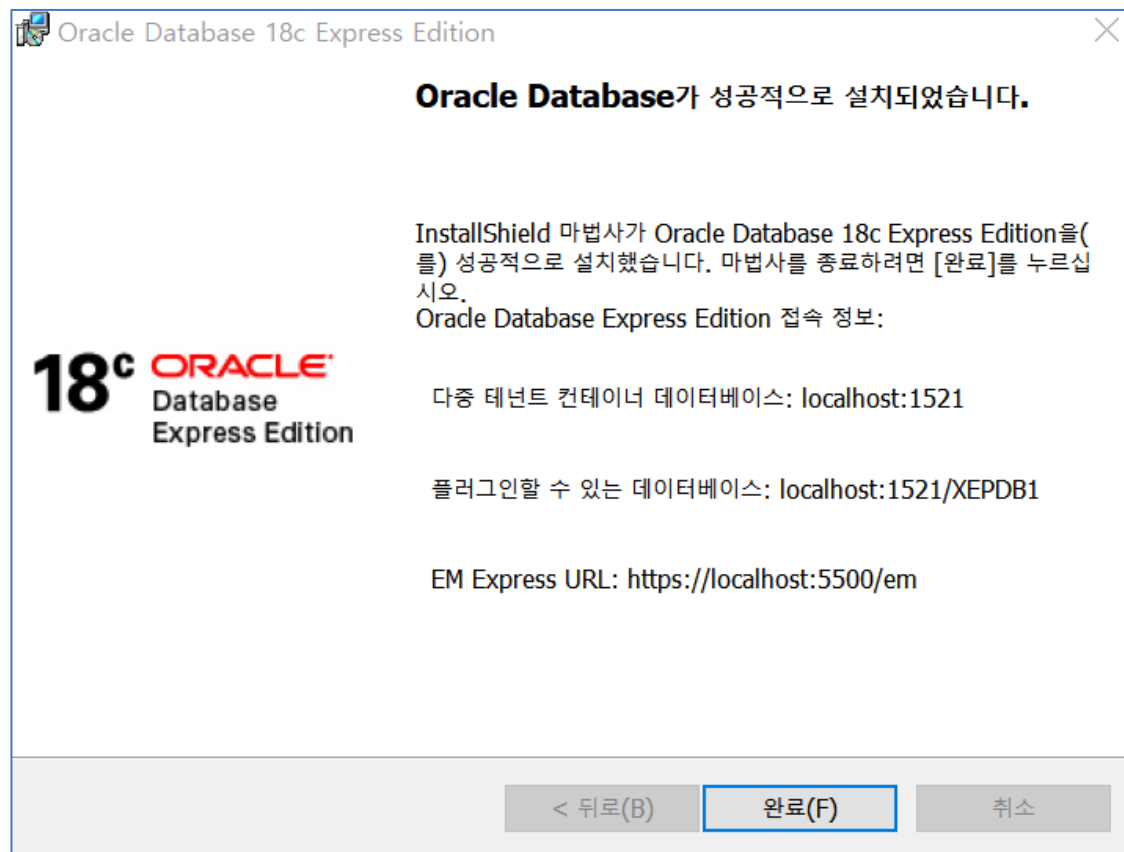 Oracle Database 18c Express Edition
Oracle Database가 성공적으로 설치되었습니다.
InstallShield 마법사가 Oracle Database 18c Express Edition을(
를) 성공적으로 설치했습니다. 마법사를 종료하려면 [완료]를 누르십
시오.
Oracle Database Express Edition 접속 정보:
18c ORACLE
Database
Express Edition
다중 테넌트 컨테이너 데이터베이스: localhost:1521
플러그인할 수 있는 데이터베이스: localhost:1521/XEPDB1
EM Express URL: https://localhost:5500/em
< 뒤로(B)
완료(F)
취소